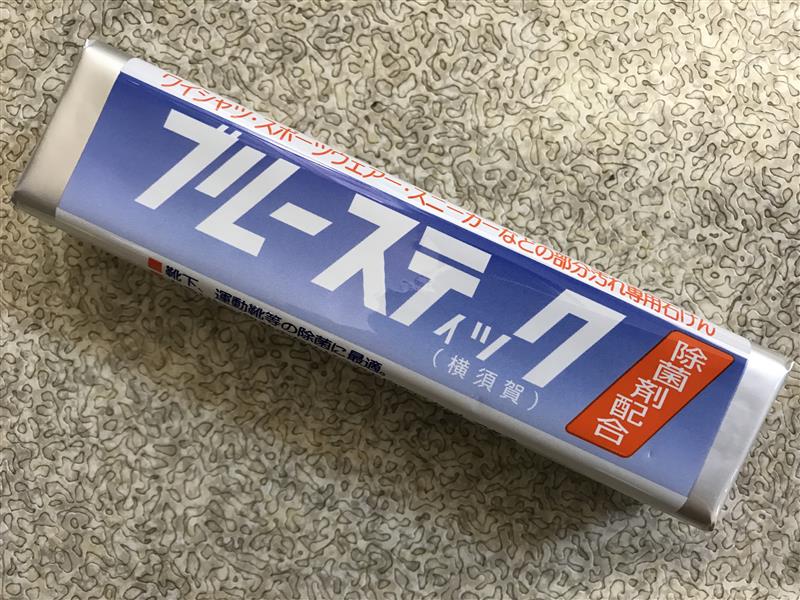 ワイシャツ・スポーツウェアー・スニーカーなどの部分汚れ専用石けん
ブルースティック
(横須賀)
除菌剤配合
■靴下、運動靴等の除菌に最適。